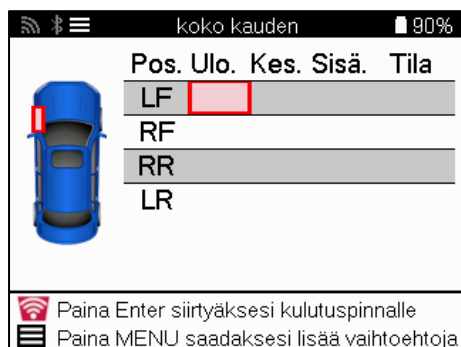 koko kauden 90%
Pos. Ulo. Kes. Sisä. Tila
LF
RF
RR
LR
Paina Enter siirtyäksesi kulutuspinnalle
Paina MENU saadaksesi lisää vaihtoehtoja